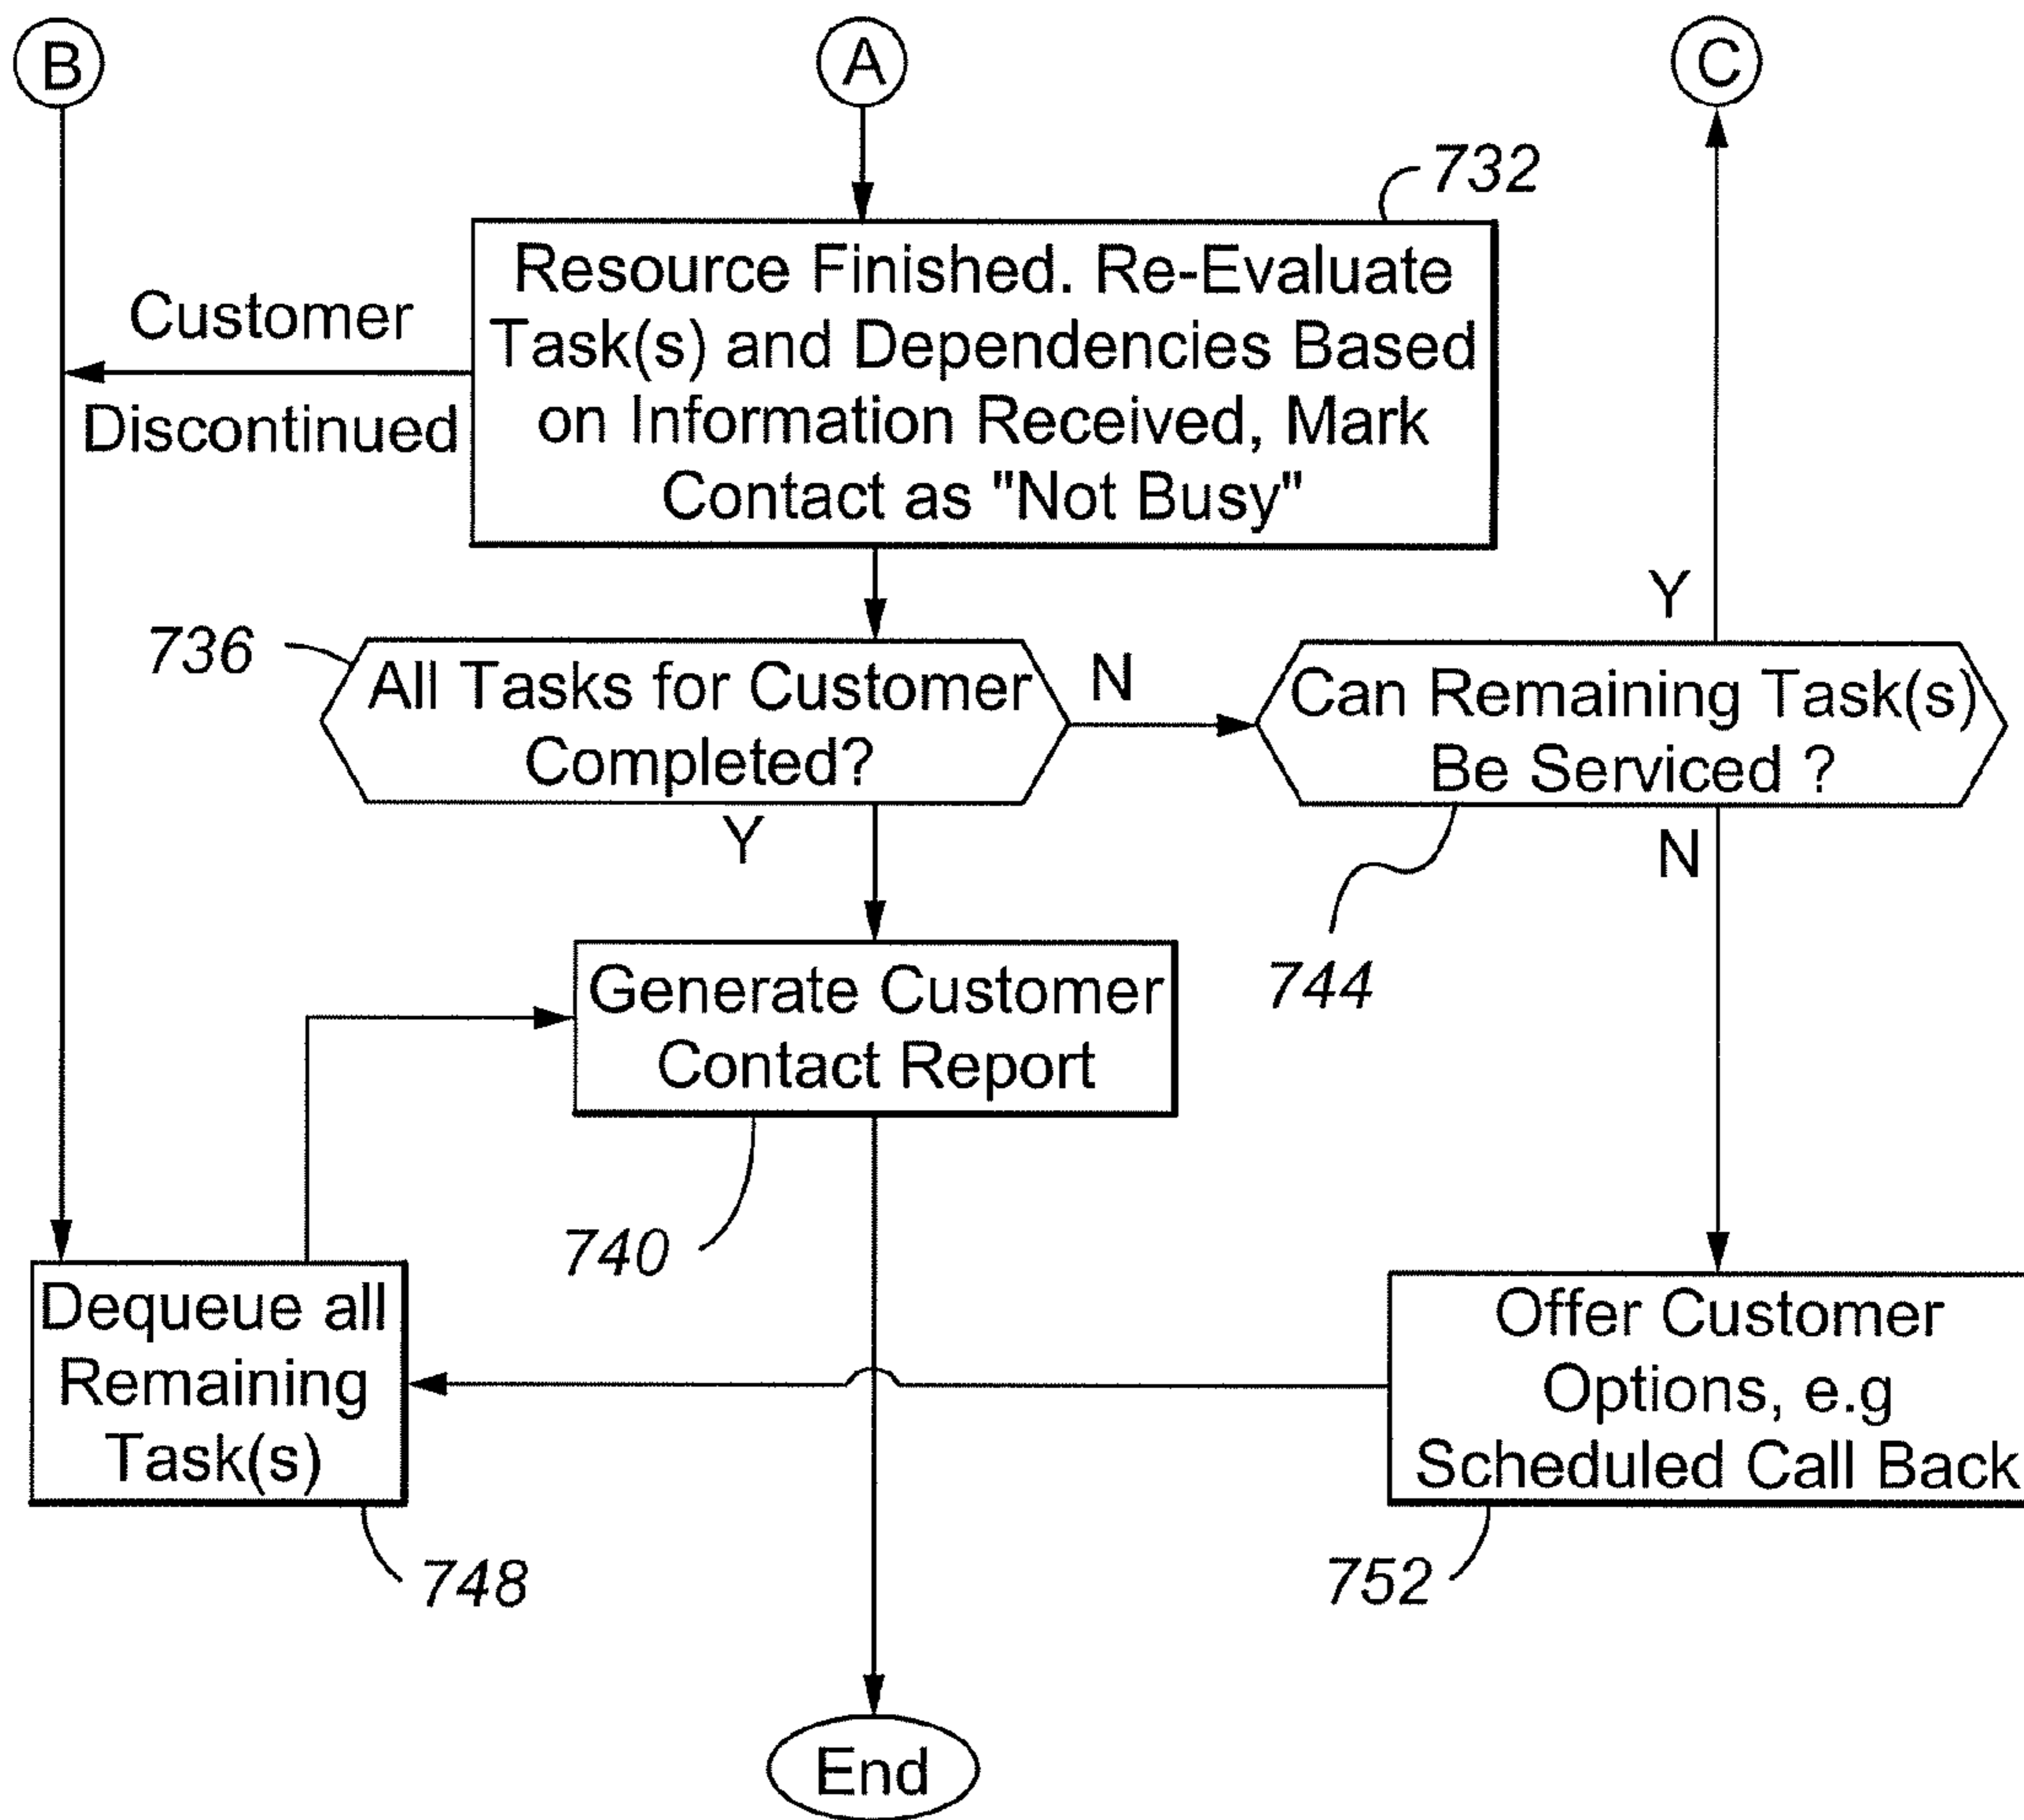 B
A
C
732
Resource Finished. Re-Evaluate
Task(s) and Dependencies Based
on Information Received, Mark
Contact as "Not Busy"
Customer
Discontinued
Y
736
All Tasks for Customer
Completed?
N
Can Remaining Task(s)
Be Serviced ?
Y
N
744
Generate Customer
Contact Report
740
Dequeue all
Remaining
Task(s)
748
Offer Customer
Options, e.g
Scheduled Call Back
752
End